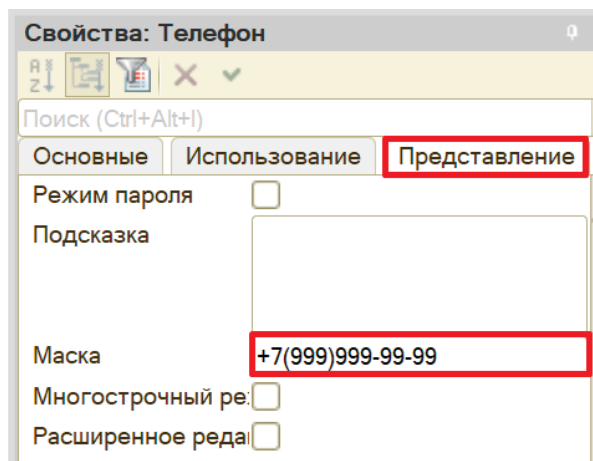 Свойства: Телефон
Поиск (Ctrl+Alt+I)
Основные Использование Представление
Режим пароля
Подсказка
Маска +7(999)999-99-99
Многострочный ре
Расширенное реда